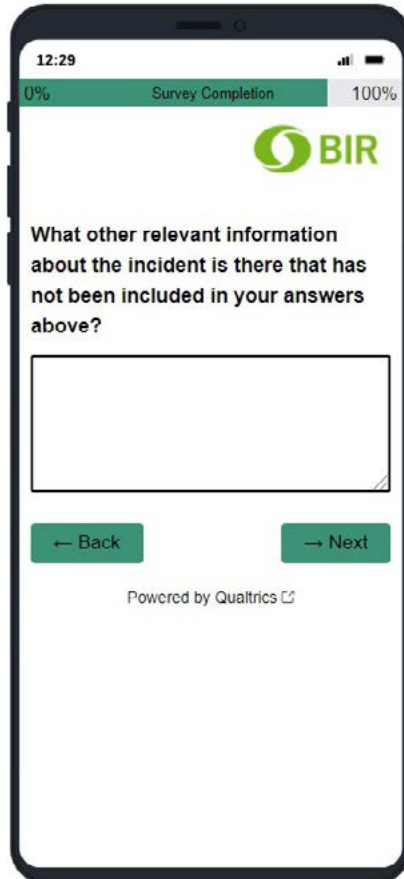 12:29
0% Survey Completion 100%
BIR
What other relevant information
about the incident is there that has
not been included in your answers
above?
← Back → Next
Powered by Qualtrics